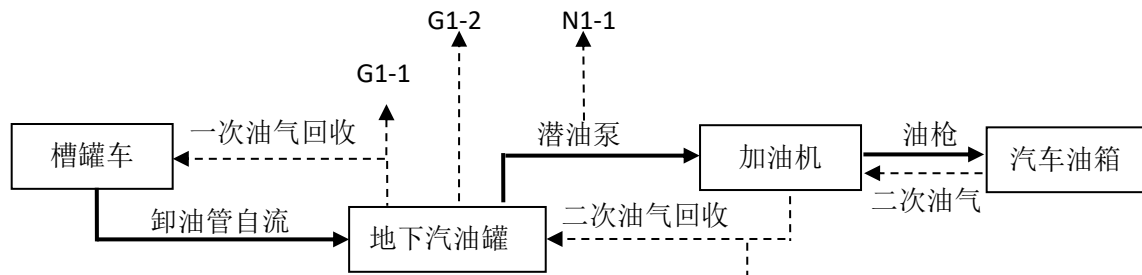 G1-2
N1-1
G1-1
槽罐车
一次油气回收
潜油泵
加油机
油枪
汽车油箱
二次油气
卸油管自流
地下汽油罐
二次油气回收